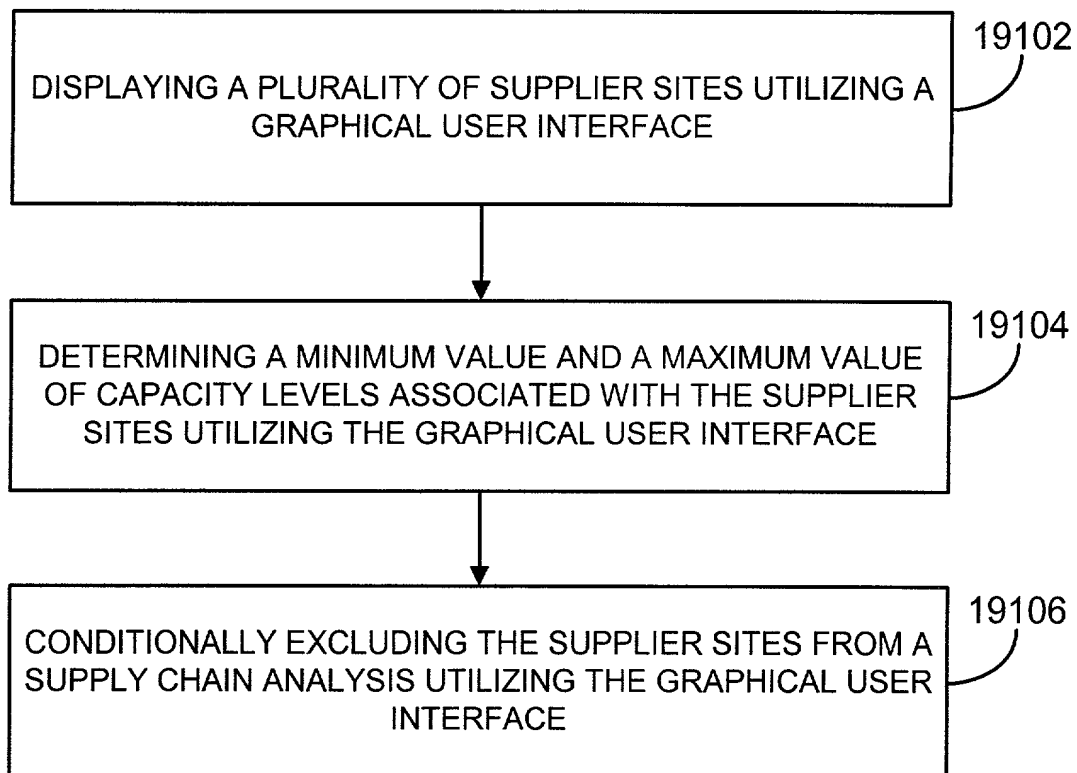 19102
DISPLAYING A PLURALITY OF SUPPLIER SITES UTILIZING A
GRAPHICAL USER INTERFACE
19104
DETERMINING A MINIMUM VALUE AND A MAXIMUM VALUE
OF CAPACITY LEVELS ASSOCIATED WITH THE SUPPLIER
SITES UTILIZING THE GRAPHICAL USER INTERFACE
19106
CONDITIONALLY EXCLUDING THE SUPPLIER SITES FROM A
SUPPLY CHAIN ANALYSIS UTILIZING THE GRAPHICAL USER
INTERFACE